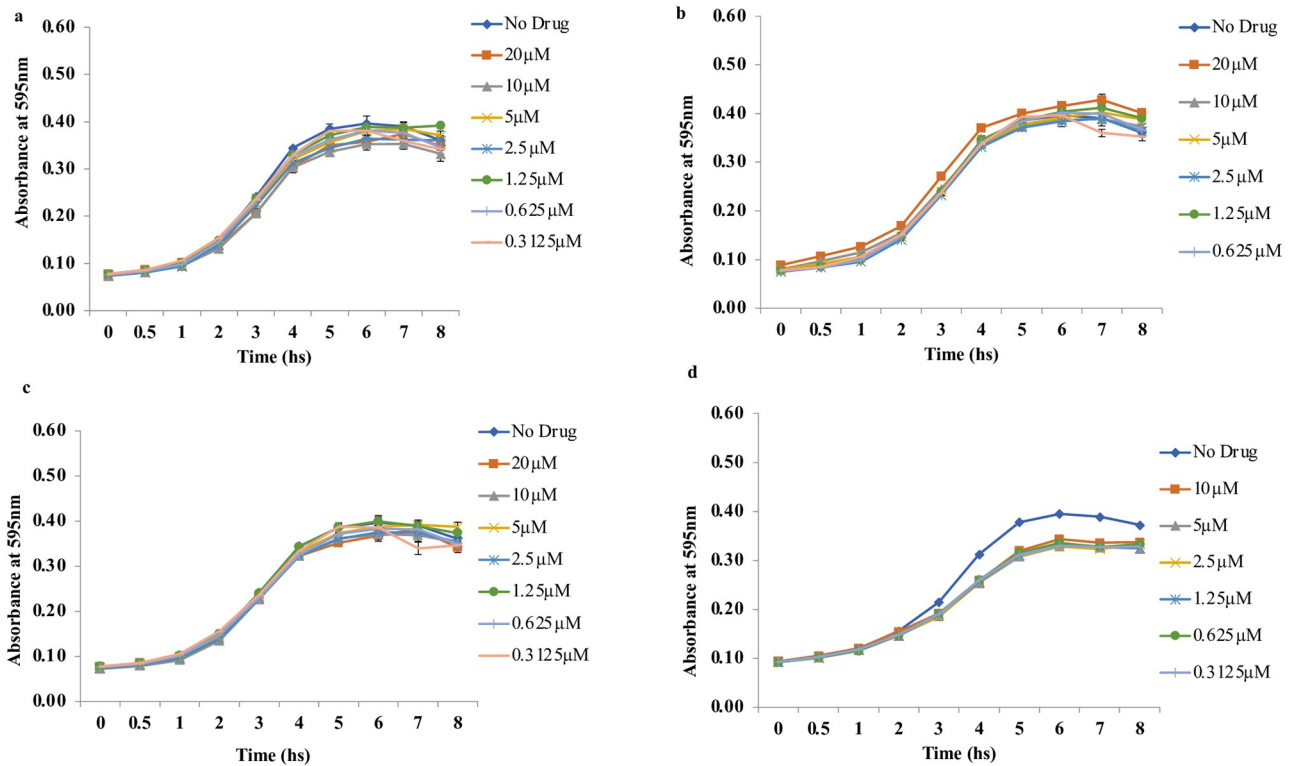 a
Absorbance at 595nm
0.60
0.50
0.40
0.30
0.20
0.10
0.00
0 0.5 1 2 3 4 5 6 7 8
Time (hs)
No Drug
20µM
10µM
5µM
2.5µM
1.25µM
0.625µM
0.3125µM
b
Absorbance at 595nm
0.60
0.50
0.40
0.30
0.20
0.10
0.00
0 0.5 1 2 3 4 5 6 7 8
Time (hs)
No Drug
20µM
10µM
5µM
2.5µM
1.25µM
0.625µM
c
Absorbance at 595nm
0.60
0.50
0.40
0.30
0.20
0.10
0.00
0 0.5 1 2 3 4 5 6 7 8
Time (hs)
No Drug
20µM
10µM
5µM
2.5µM
1.25µM
0.625µM
0.3125µM
d
Absorbance at 595nm
0.60
0.50
0.40
0.30
0.20
0.10
0.00
0 0.5 1 2 3 4 5 6 7 8
Time (hs)
No Drug
10µM
5µM
2.5µM
1.25µM
0.625µM
0.3125µM